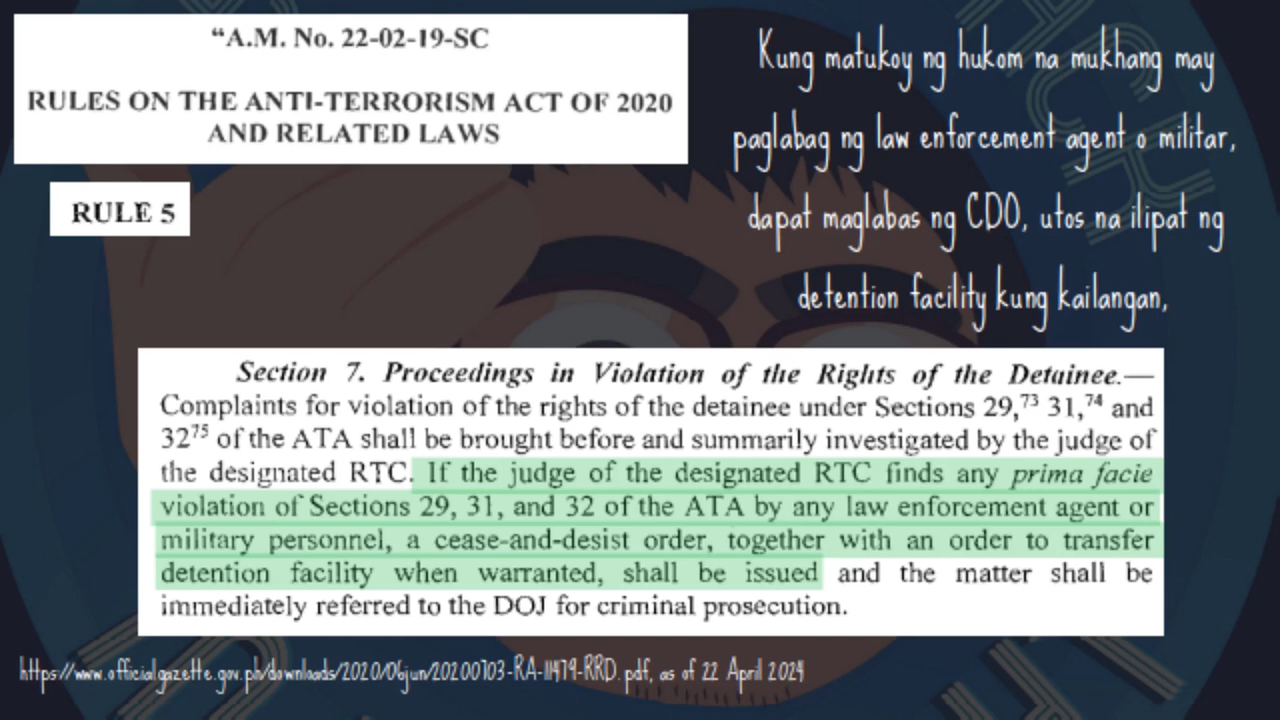 “A.M. No. 22-02-19-SC
RULES ON THE ANTI-TERRORISM ACT OF 2020
AND RELATED LAWS
RULE 5
Kung matukoy ng hukom na mukhang may
paglabag ng law enforcement agent o militar,
dapat maglabas ng CDO, utos na ilipat ng
detention facility kung kailangan,
Section 7. Proceedings in Violation of the Rights of the Detainee.—
Complaints for violation of the rights of the detainee under Sections 29,73 31,74 and
3275 of the ATA shall be brought before and summarily investigated by the judge of
the designated RTC. If the judge of the designated RTC finds any prima facie
violation of Sections 29, 31, and 32 of the ATA by any law enforcement agent or
military personnel, a cease-and-desist order, together with an order to transfer
detention facility when warranted, shall be issued and the matter shall be
immediately referred to the DOJ for criminal prosecution.
https://www.officialgazette.gov.ph/downloads/2020/06jun/20200703-RA-11479-RRD.pdf, as of 22 April 2024